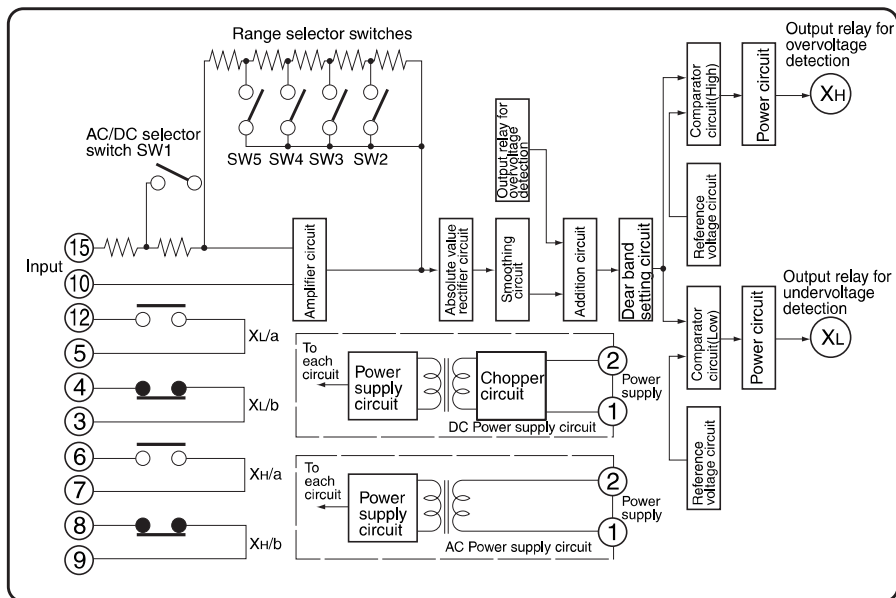 Range selector switches
AC/DC selector
switch SW1
SW5
SW4
SW3
SW2
Output relay for
overvoltage
detection
Output relay for
overvoltage
detection
XH
Comparator
circuit(High)
Power circuit
Reference
voltage circuit
Input
15
10
Amplifier circuit
Absolute value
rectifier circuit
Smoothing
circuit
Addition circuit
Dear band
setting circuit
Output relay for
undervoltage
detection
XL
Comparator
circuit(Low)
Power circuit
Reference
voltage circuit
12
5
XL/a
4
3
XL/b
6
7
XH/a
8
9
XH/b
To
each
circuit
Power
supply
circuit
Chopper
circuit
2
Power
supply
1
DC Power supply circuit
To
each
circuit
Power
supply
circuit
2
Power
supply
1
AC Power supply circuit